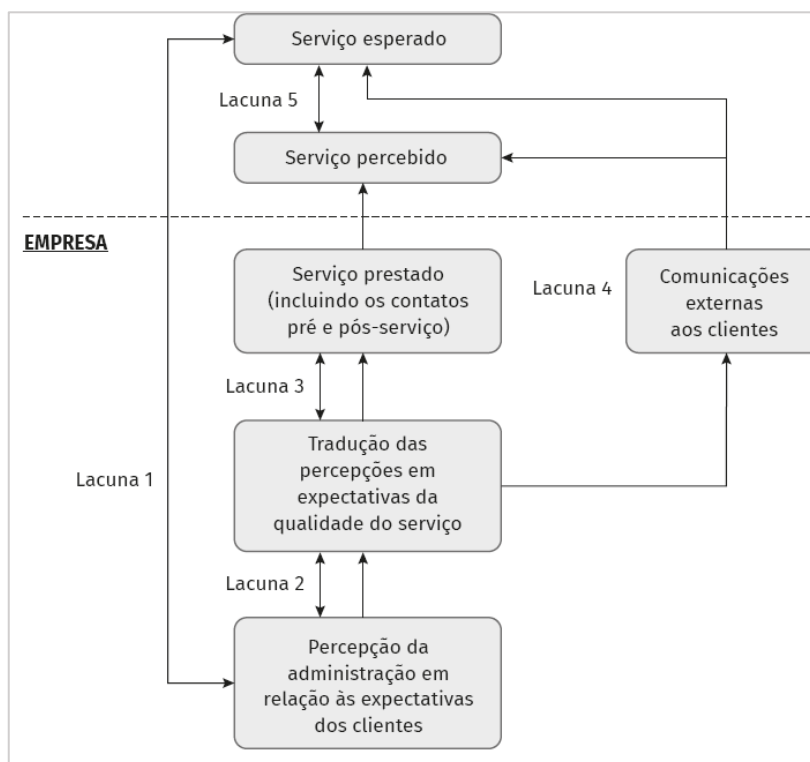 Serviço esperado
Lacuna 5
Serviço percebido
EMPRESA
Serviço prestado
(incluindo os contatos
pré e pós-serviço)
Lacuna 4
Comunicações
externas
aos clientes
Lacuna 3
Tradução das
percepções em
expectativas da
qualidade do serviço
Lacuna 1
Lacuna 2
Percepção da
administração em
relação às expectativas
dos clientes